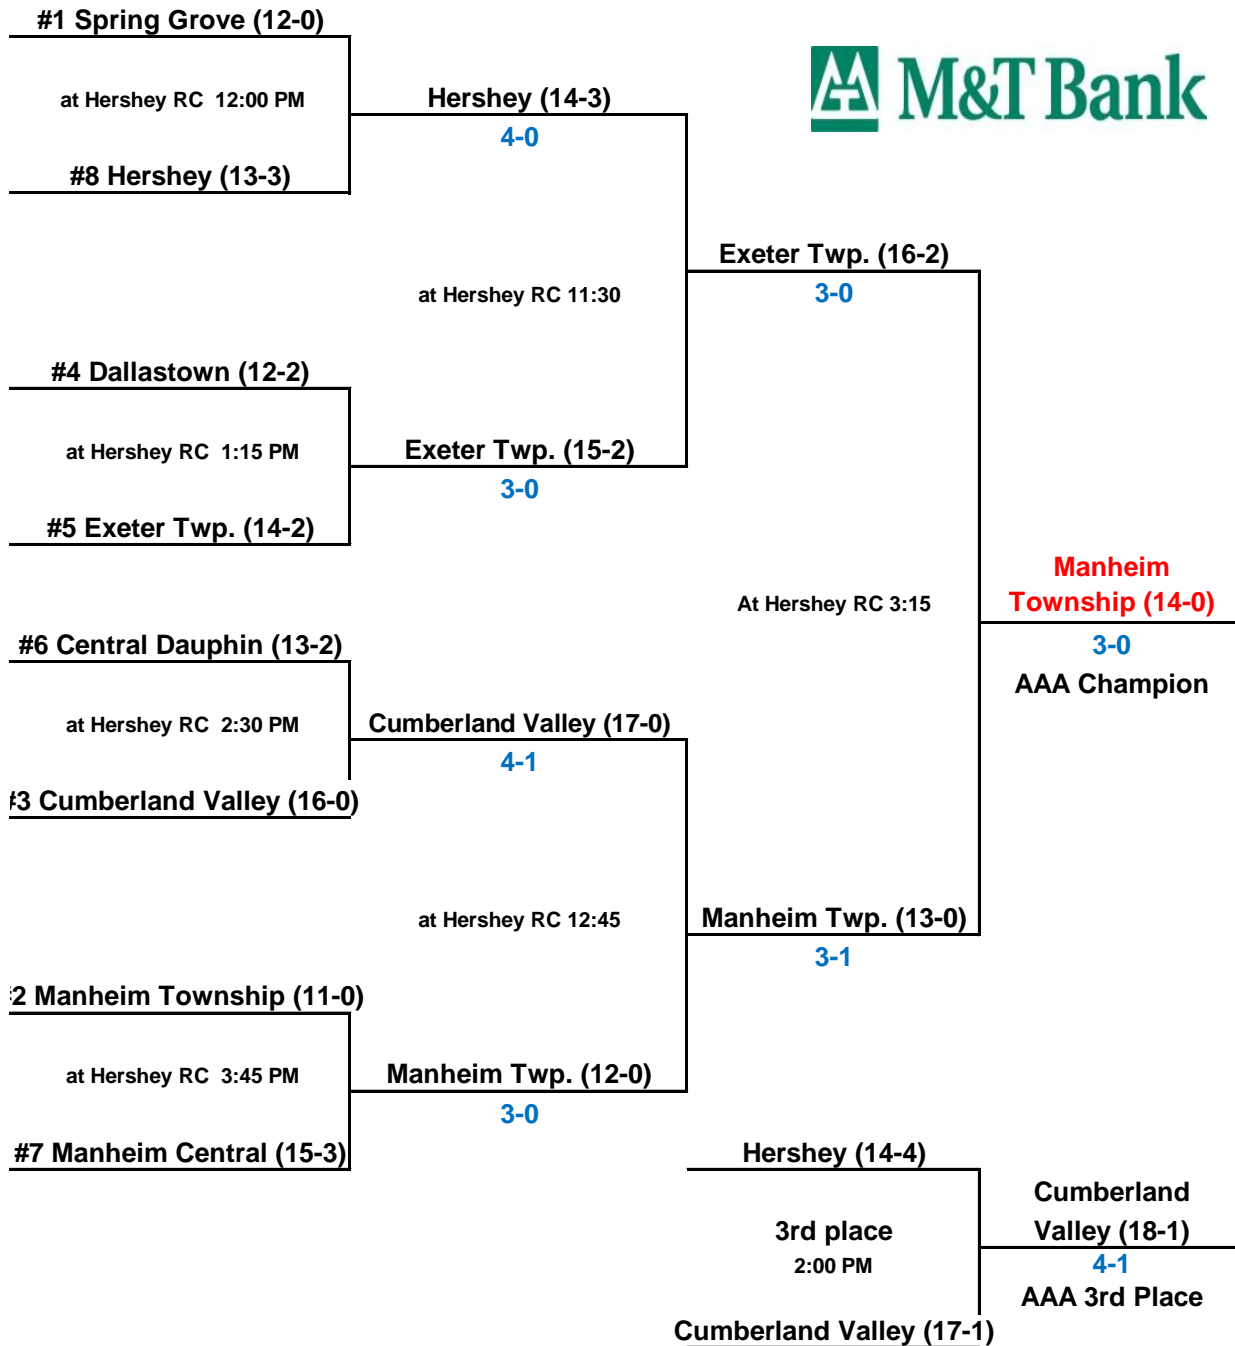 #1 Spring Grove (12-0)
M&T Bank
at Hershey RC 12:00 PM
Hershey (14-3)
4-0
#8 Hershey (13-3)
Exeter Twp. (16-2)
at Hershey RC 11:30
3-0
#4 Dallastown (12-2)
at Hershey RC 1:15 PM
Exeter Twp. (15-2)
3-0
#5 Exeter Twp. (14-2)
Manheim
Township (14-0)
At Hershey RC 3:15
3-0
AAA Champion
#6 Central Dauphin (13-2)
at Hershey RC 2:30 PM
Cumberland Valley (17-0)
4-1
#3 Cumberland Valley (16-0)
at Hershey RC 12:45
Manheim Twp. (13-0)
3-1
#2 Manheim Township (11-0)
at Hershey RC 3:45 PM
Manheim Twp. (12-0)
3-0
#7 Manheim Central (15-3)
Hershey (14-4)
Cumberland
Valley (18-1)
3rd place
2:00 PM
4-1
AAA 3rd Place
Cumberland Valley (17-1)